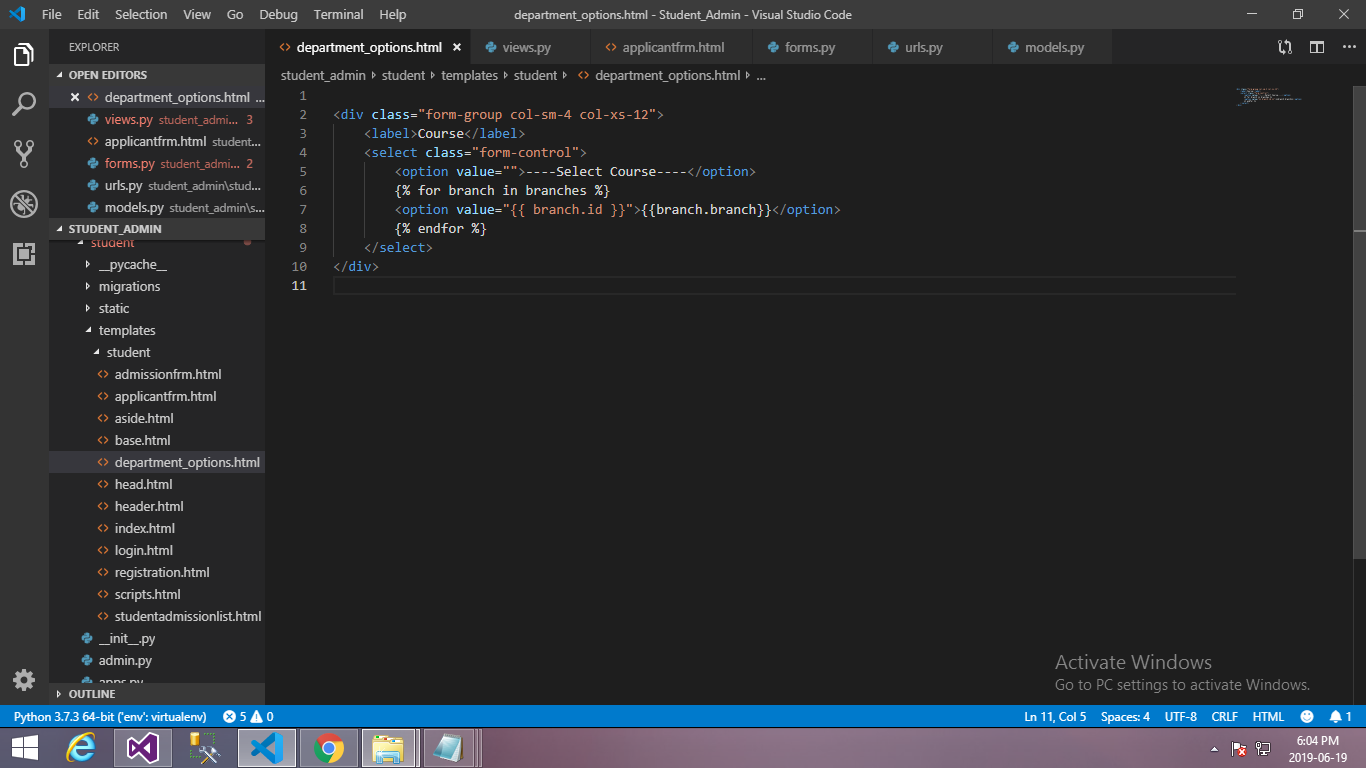 File Edit Selection View Go Debug Terminal Help
department_options.html - Student_Admin - Visual Studio Code
EXPLORER
OPEN EDITORS
department_options.html ...
views.py student_admi... 3
applicantfrm.html student...
forms.py student_admi... 2
urls.py student_admin\stud...
models.py student_admin\s...
STUDENT_ADMIN
student
__pycache__
migrations
static
templates
student
admissionfrm.html
applicantfrm.html
aside.html
base.html
department_options.html
head.html
header.html
index.html
login.html
registration.html
scripts.html
studentadmissionlist.html
__init__.py
admin.py
apps.py
OUTLINE
department_options.html views.py applicantfrm.html forms.py urls.py models.py
student_admin student templates student department_options.html ...
1
2 <div class="form-group col-sm-4 col-xs-12">
3 <label>Course</label>
4 <select class="form-control">
5 <option value="">----Select Course----</option>
6 {% for branch in branches %}
7 <option value="{{ branch.id }}">{{branch.branch}}</option>
8 {% endfor %}
9 </select>
10 </div>
11
Activate Windows
Go to PC settings to activate Windows.
Python 3.7.3 64-bit ('env': virtualenv) 5 0
Ln 11, Col 5 Spaces: 4 UTF-8 CRLF HTML 1
6:04 PM
2019-06-19